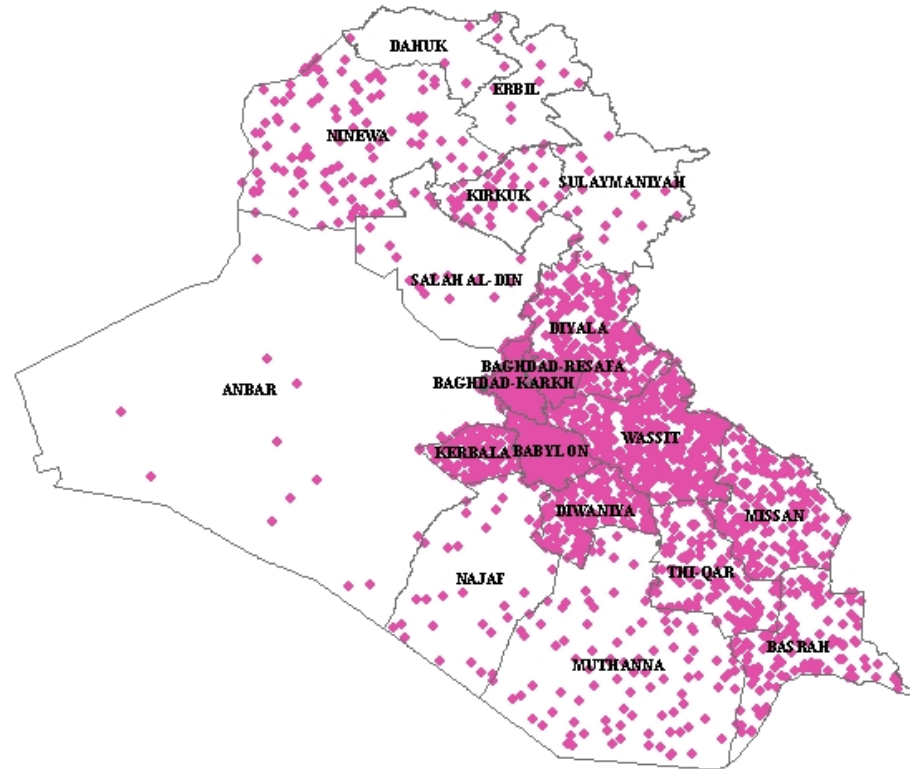 DAHUK
ERBIL
NINEWA
SULAYMANIYAH
KIRKUK
SALAH AL-DIN
DIYALA
BAGHDAD-RESAFA
BAGHDAD-KARKH
ANBAR
WASSIT
KERBALA
BABYLON
DIWANIYA
MISSAN
THI-QAR
NAJAF
BASRAH
MUTHANNA